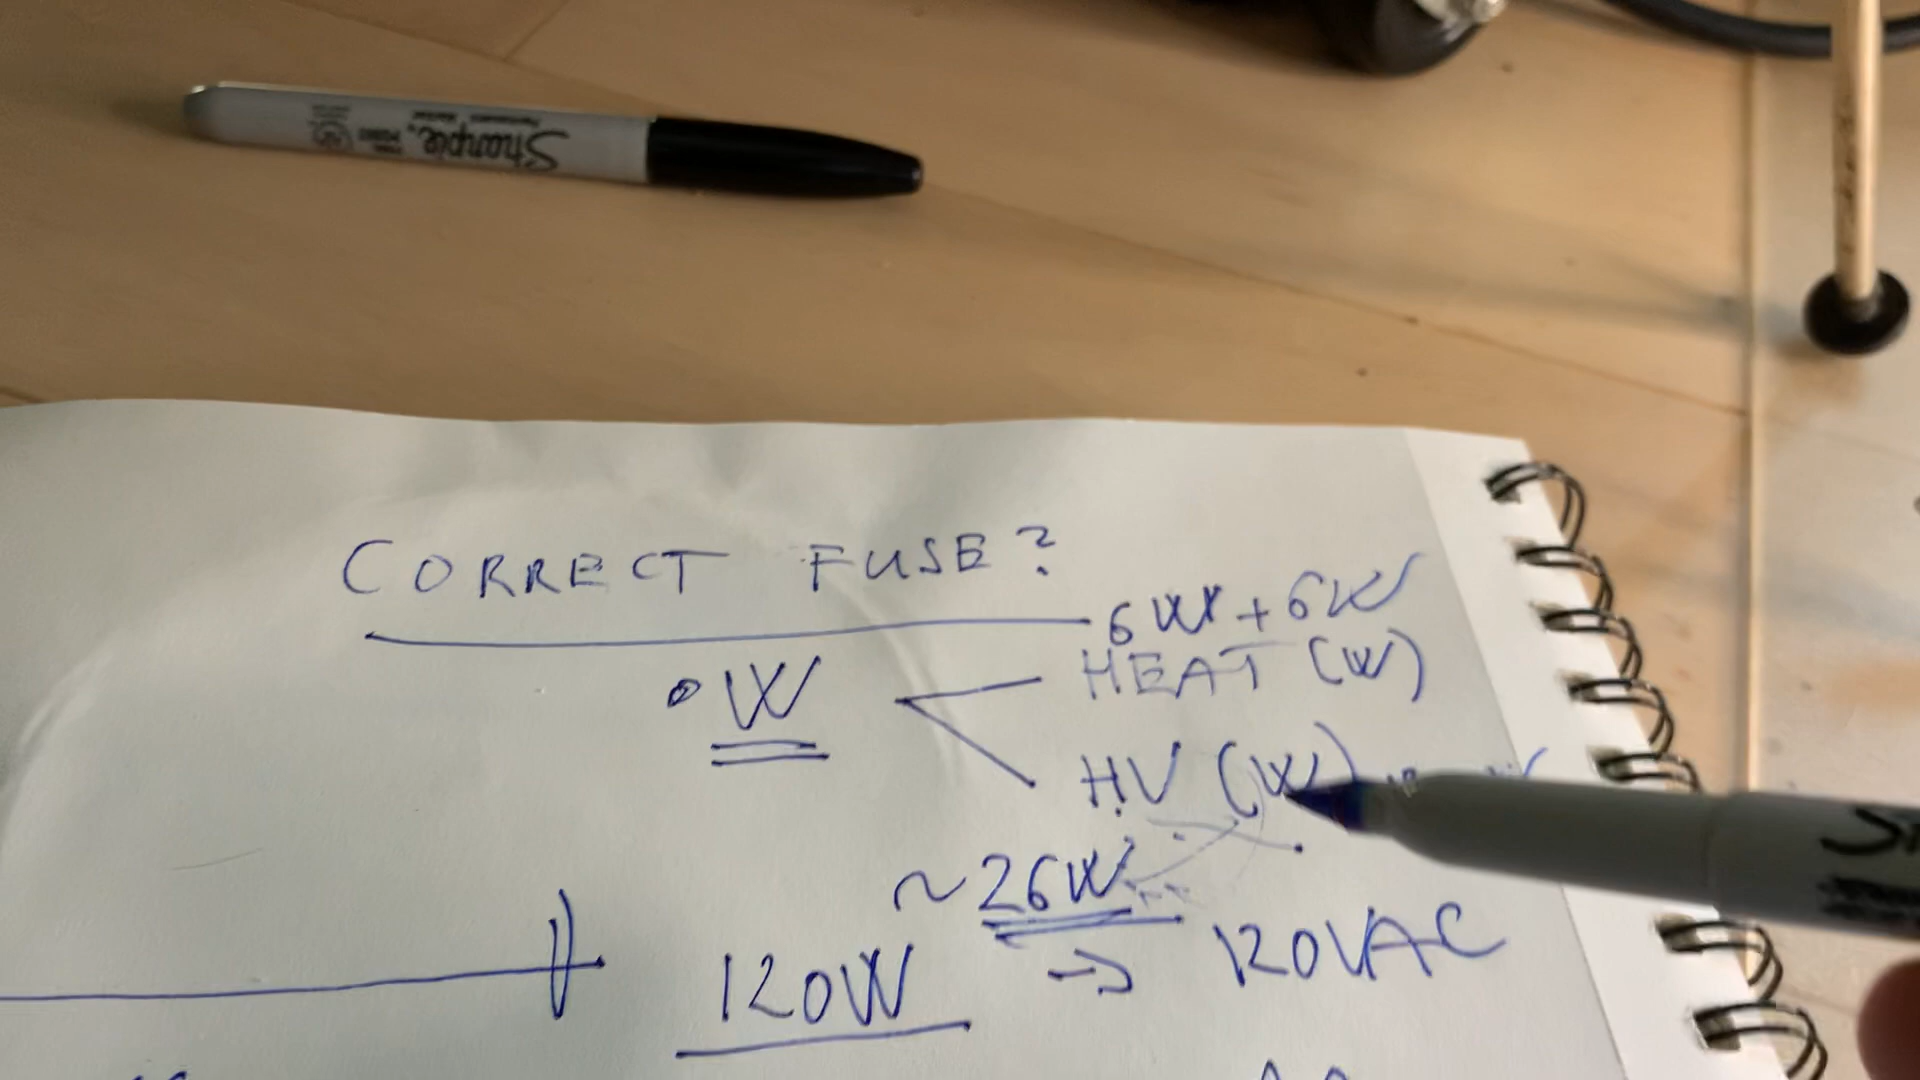 Sharpie
CORRECT FUSE?
6W + 6W
• W
HEAT (W)
HV (W)
~26W
120W → 120VAC